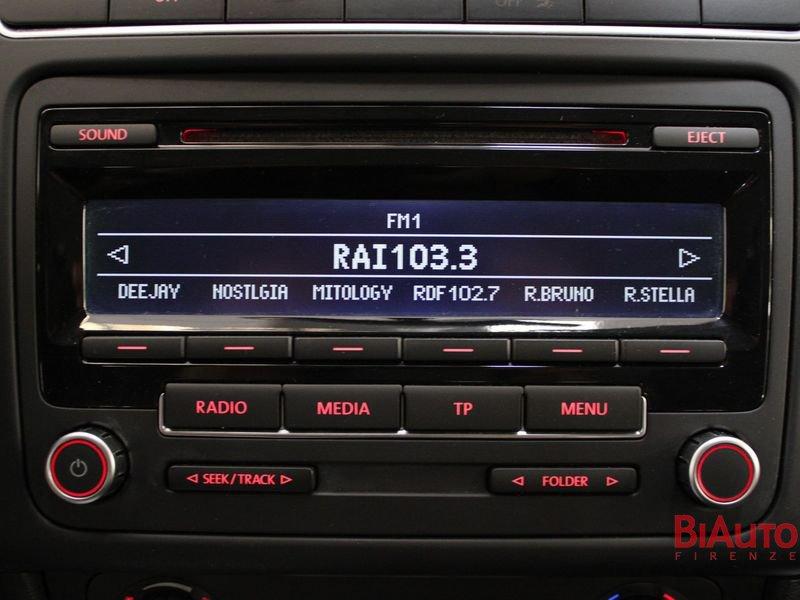 OFF
SOUND
EJECT
FM1
RAI103.3
DEEJAY NOSTLGIA MITOLOGY RDF102.7 R.BRUNO R.STELLA
RADIO MEDIA TP MENU
SEEK/TRACK FOLDER
BIAUTO
FIRENZE